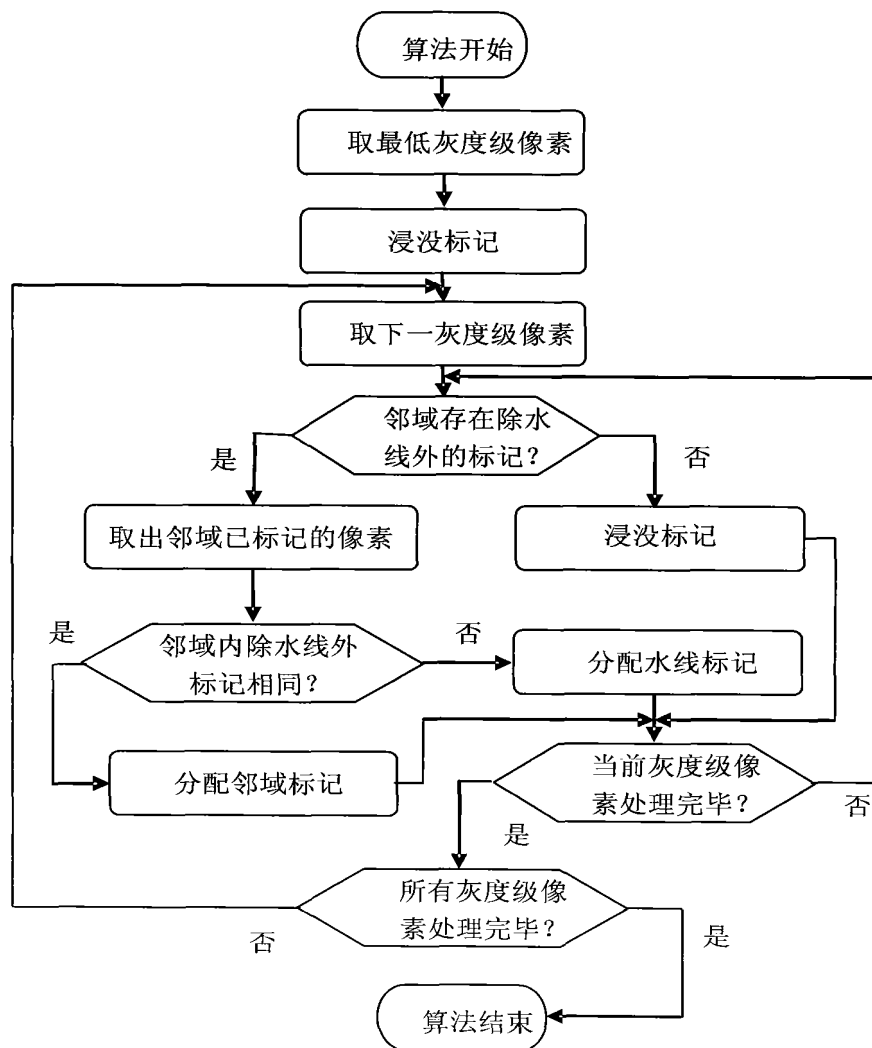 算法开始
取最低灰度级像素
浸没标记
取下一灰度级像素
邻域存在除水
线外的标记？
是
否
取出邻域已标记的像素
浸没标记
是
邻域内除水线外
标记相同？
否
分配水线标记
分配邻域标记
当前灰度级像
素处理完毕？
否
是
所有灰度级像
素处理完毕？
否
是
算法结束